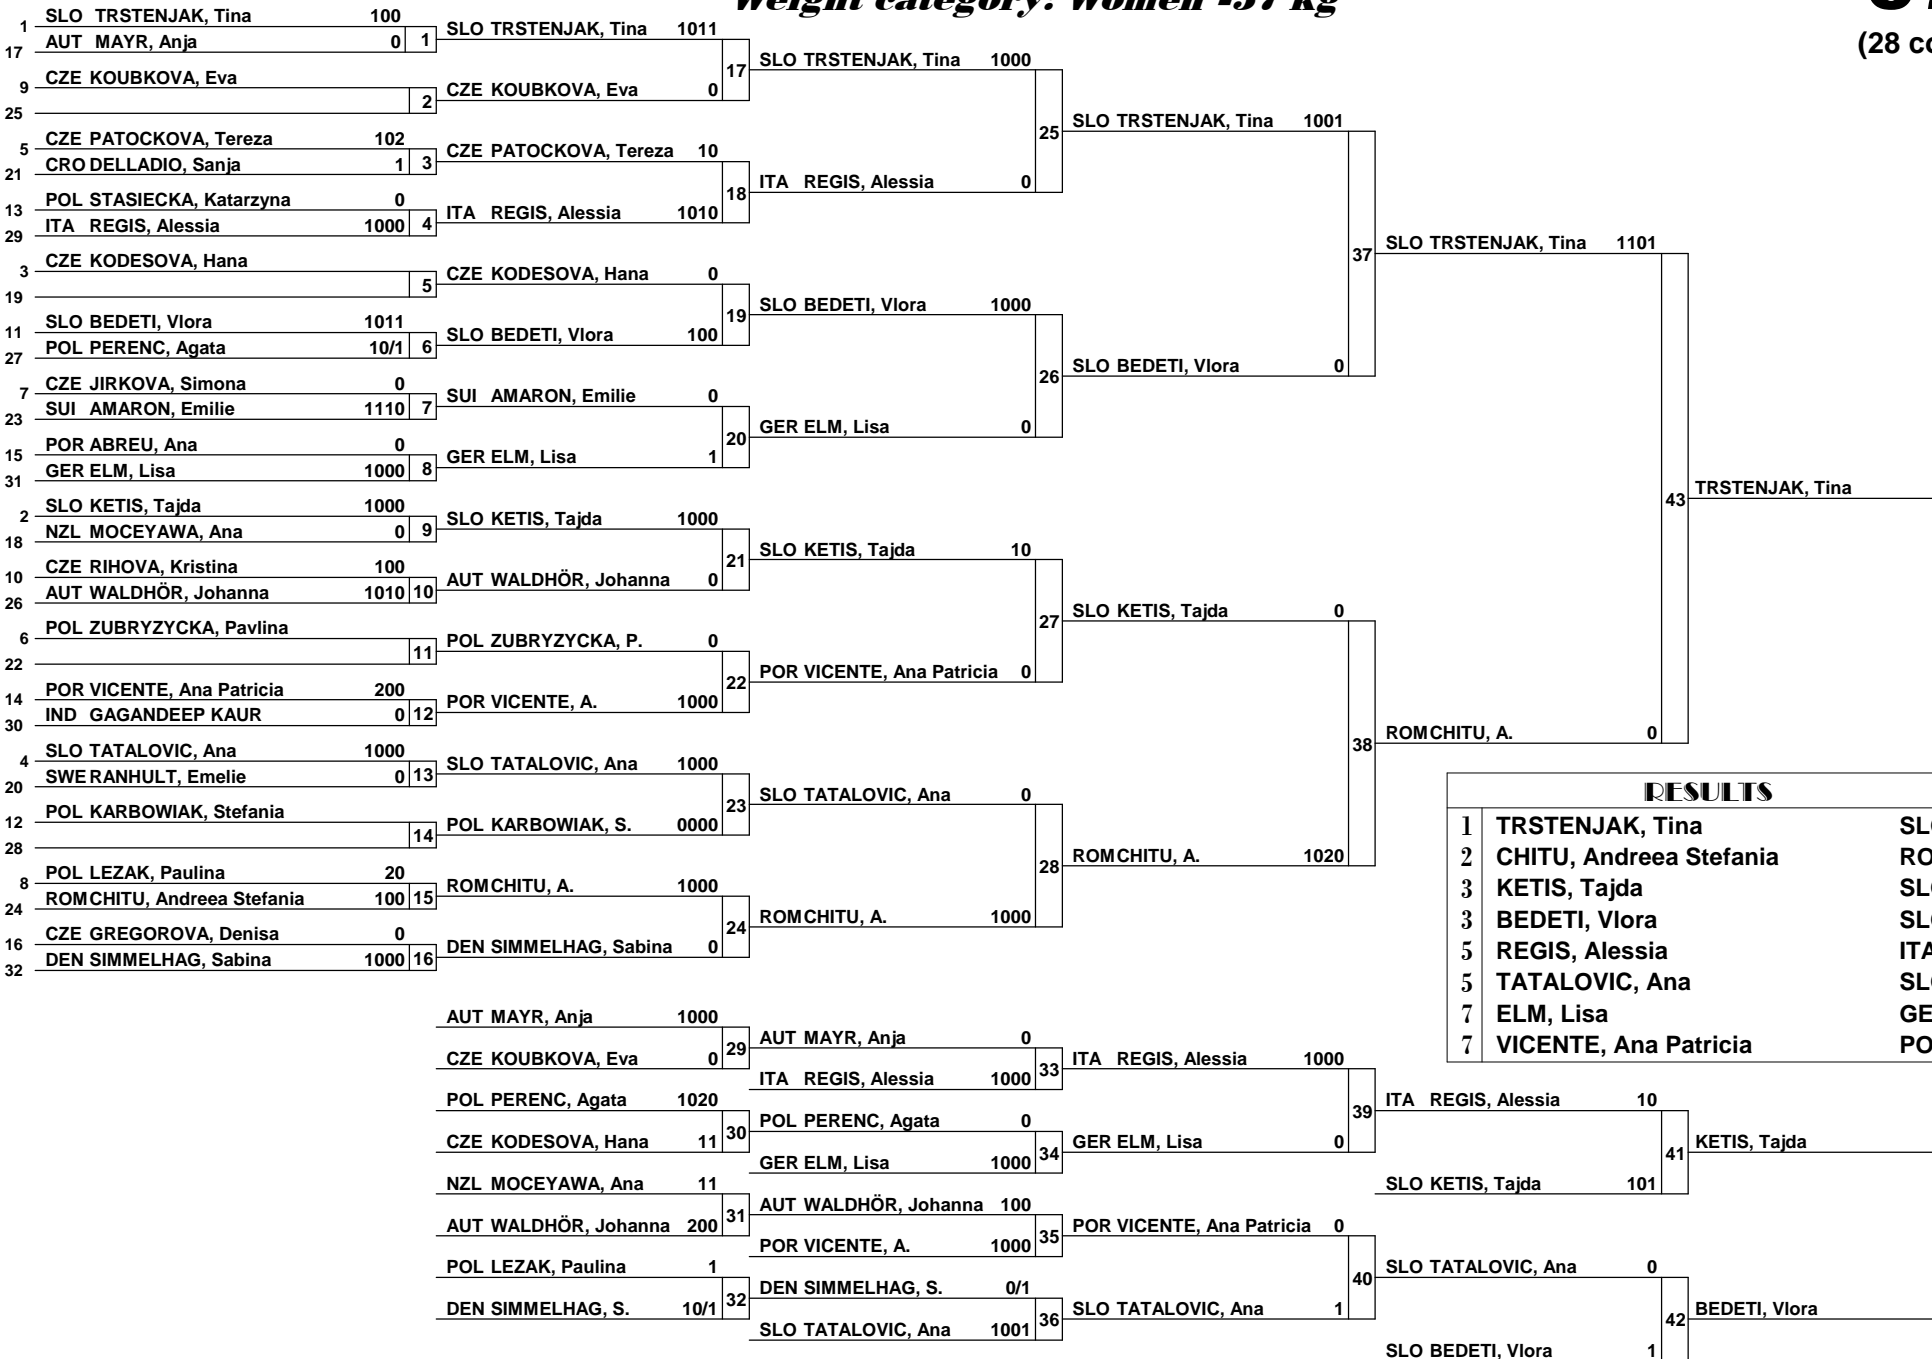 Weight category: Women -57 kg
(28 co
1 SLO TRSTENJAK, Tina 100
17 AUT MAYR, Anja 0 1
9 CZE KOUBKOVA, Eva
25 2
5 CZE PATOCKOVA, Tereza 102
21 CRO DELLADIO, Sanja 1 3
13 POL STASIECKA, Katarzyna 0
29 ITA REGIS, Alessia 1000 4
3 CZE KODESOVA, Hana
19 5
11 SLO BEDETI, Vlora 1011
27 POL PERENC, Agata 10/1 6
7 CZE JIRKOVA, Simona 0
23 SUI AMARON, Emilie 1110 7
15 POR ABREU, Ana 0
31 GER ELM, Lisa 1000 8
2 SLO KETIS, Tajda 1000
18 NZL MOCEYAWA, Ana 0 9
10 CZE RIHOVA, Kristina 100
26 AUT WALDHÖR, Johanna 1010 10
6 POL ZUBRYZYCKA, Pavlina
22 11
14 POR VICENTE, Ana Patricia 200
30 IND GAGANDEEP KAUR 0 12
4 SLO TATALOVIC, Ana 1000
20 SWE RANHULT, Emelie 0 13
12 POL KARBOWIAK, Stefania
28 14
8 POL LEZAK, Paulina 20
24 ROM CHITU, Andreea Stefania 100 15
16 CZE GREGOROVA, Denisa 0
32 DEN SIMMELHAG, Sabina 1000 16
SLO TRSTENJAK, Tina 1011
17
CZE KOUBKOVA, Eva 0
CZE PATOCKOVA, Tereza 10
18
ITA REGIS, Alessia 1010
CZE KODESOVA, Hana 0
19
SLO BEDETI, Vlora 100
SUI AMARON, Emilie 0
20
GER ELM, Lisa 1
SLO KETIS, Tajda 1000
21
AUT WALDHÖR, Johanna 0
POL ZUBRYZYCKA, P. 0
22
POR VICENTE, A. 1000
SLO TATALOVIC, Ana 1000
23
POL KARBOWIAK, S. 0000
ROM CHITU, A. 1000
24
DEN SIMMELHAG, Sabina 0
SLO TRSTENJAK, Tina 1000
25
ITA REGIS, Alessia 0
SLO BEDETI, Vlora 1000
26
GER ELM, Lisa 0
SLO KETIS, Tajda 10
27
POR VICENTE, Ana Patricia 0
SLO TATALOVIC, Ana 0
28
ROM CHITU, A. 1000
SLO TRSTENJAK, Tina 1001
37
SLO BEDETI, Vlora 0
SLO KETIS, Tajda 0
38
ROM CHITU, A. 1020
SLO TRSTENJAK, Tina 1101
43
ROM CHITU, A. 0
TRSTENJAK, Tina
RESULTS
1 TRSTENJAK, Tina SL
2 CHITU, Andreea Stefania RO
3 KETIS, Tajda SL
3 BEDETI, Vlora SL
5 REGIS, Alessia ITA
5 TATALOVIC, Ana SL
7 ELM, Lisa GE
7 VICENTE, Ana Patricia PO
AUT MAYR, Anja 1000
29
CZE KOUBKOVA, Eva 0
POL PERENC, Agata 1020
30
CZE KODESOVA, Hana 11
NZL MOCEYAWA, Ana 11
31
AUT WALDHÖR, Johanna 200
POL LEZAK, Paulina 1
32
DEN SIMMELHAG, S. 10/1
AUT MAYR, Anja 0
33
ITA REGIS, Alessia 1000
POL PERENC, Agata 0
34
GER ELM, Lisa 1000
AUT WALDHÖR, Johanna 100
35
POR VICENTE, A. 1000
DEN SIMMELHAG, S. 0/1
36
SLO TATALOVIC, Ana 1001
ITA REGIS, Alessia 1000
39
GER ELM, Lisa 0
POR VICENTE, Ana Patricia 0
40
SLO TATALOVIC, Ana 1
ITA REGIS, Alessia 10
41
SLO KETIS, Tajda 101
SLO TATALOVIC, Ana 0
42
SLO BEDETI, Vlora 1
KETIS, Tajda
BEDETI, Vlora